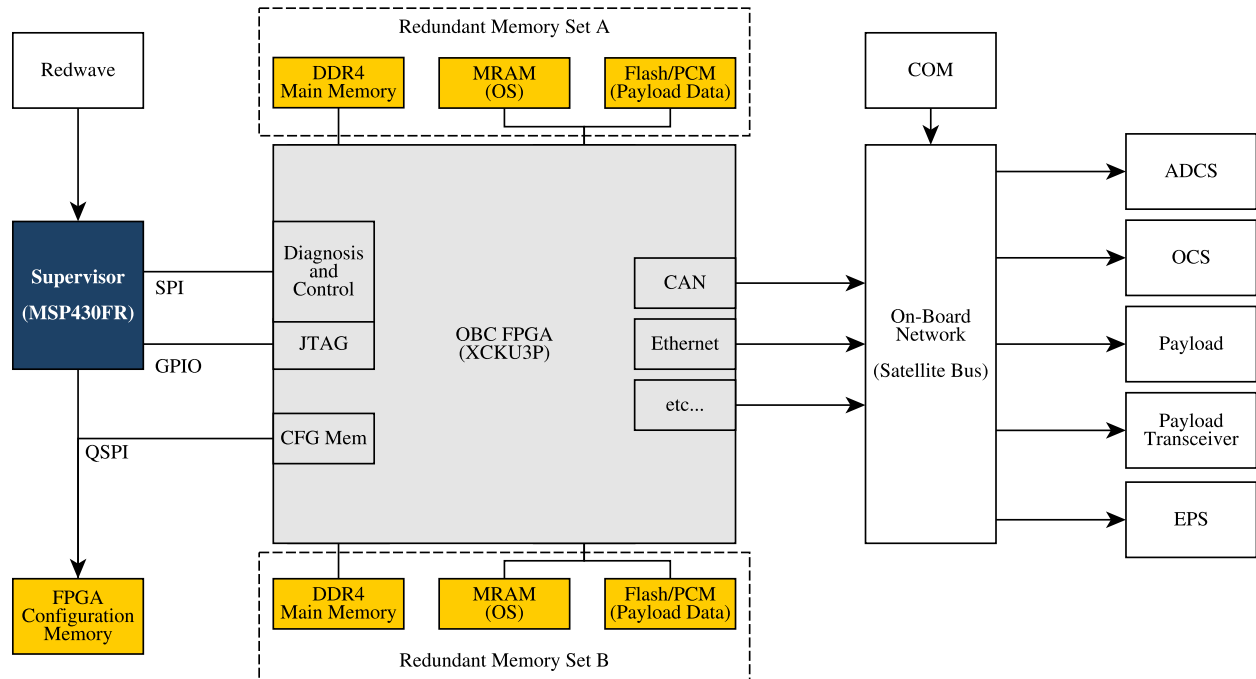 Redundant Memory Set A
Redwave
DDR4
Main Memory
MRAM
(OS)
Flash/PCM
(Payload Data)
COM
Supervisor
(MSP430FR)
SPI
GPIO
QSPI
Diagnosis
and
Control
JTAG
CFG Mem
OBC FPGA
(XCKU3P)
CAN
Ethernet
etc...
On-Board
Network
(Satellite Bus)
ADCS
OCS
Payload
Payload
Transceiver
EPS
FPGA
Configuration
Memory
DDR4
Main Memory
MRAM
(OS)
Flash/PCM
(Payload Data)
Redundant Memory Set B